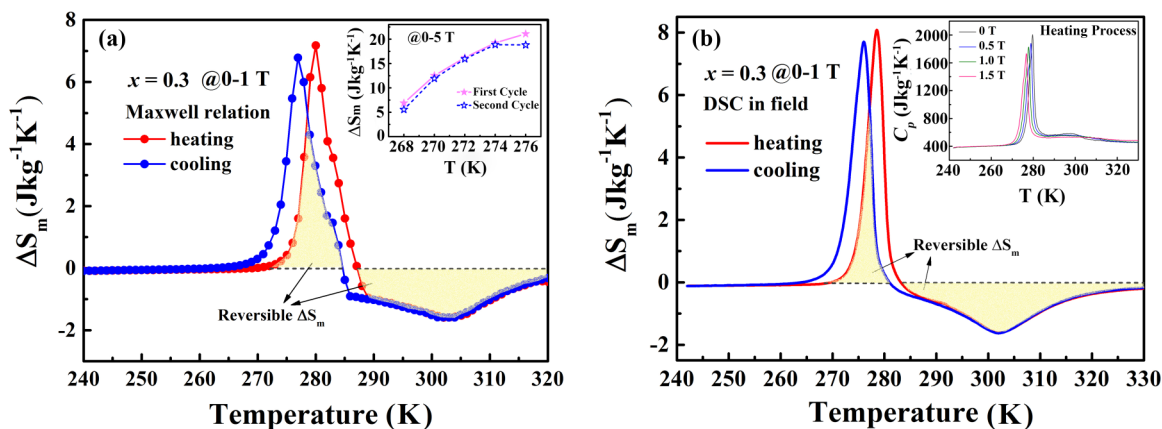 (a)
x = 0.3 @0-1 T
Maxwell relation
heating
cooling
Reversible ΔSm
ΔSm (Jkg-1K-1)
8
6
4
2
0
-2
240 250 260 270 280 290 300 310 320
Temperature (K)
@0-5 T
First Cycle
Second Cycle
ΔSm (Jkg-1K-1)
25
20
15
10
5
0
268 270 272 274 276
T (K)
(b)
x = 0.3 @0-1 T
DSC in field
heating
cooling
Reversible ΔSm
ΔSm (Jkg-1K-1)
8
6
4
2
0
-2
240 250 260 270 280 290 300 310 320 330
Temperature (K)
0 T
0.5 T
1.0 T
1.5 T
Heating Process
Cp (Jkg-1K-1)
2000
1600
1200
800
400
240 260 280 300 320
T (K)